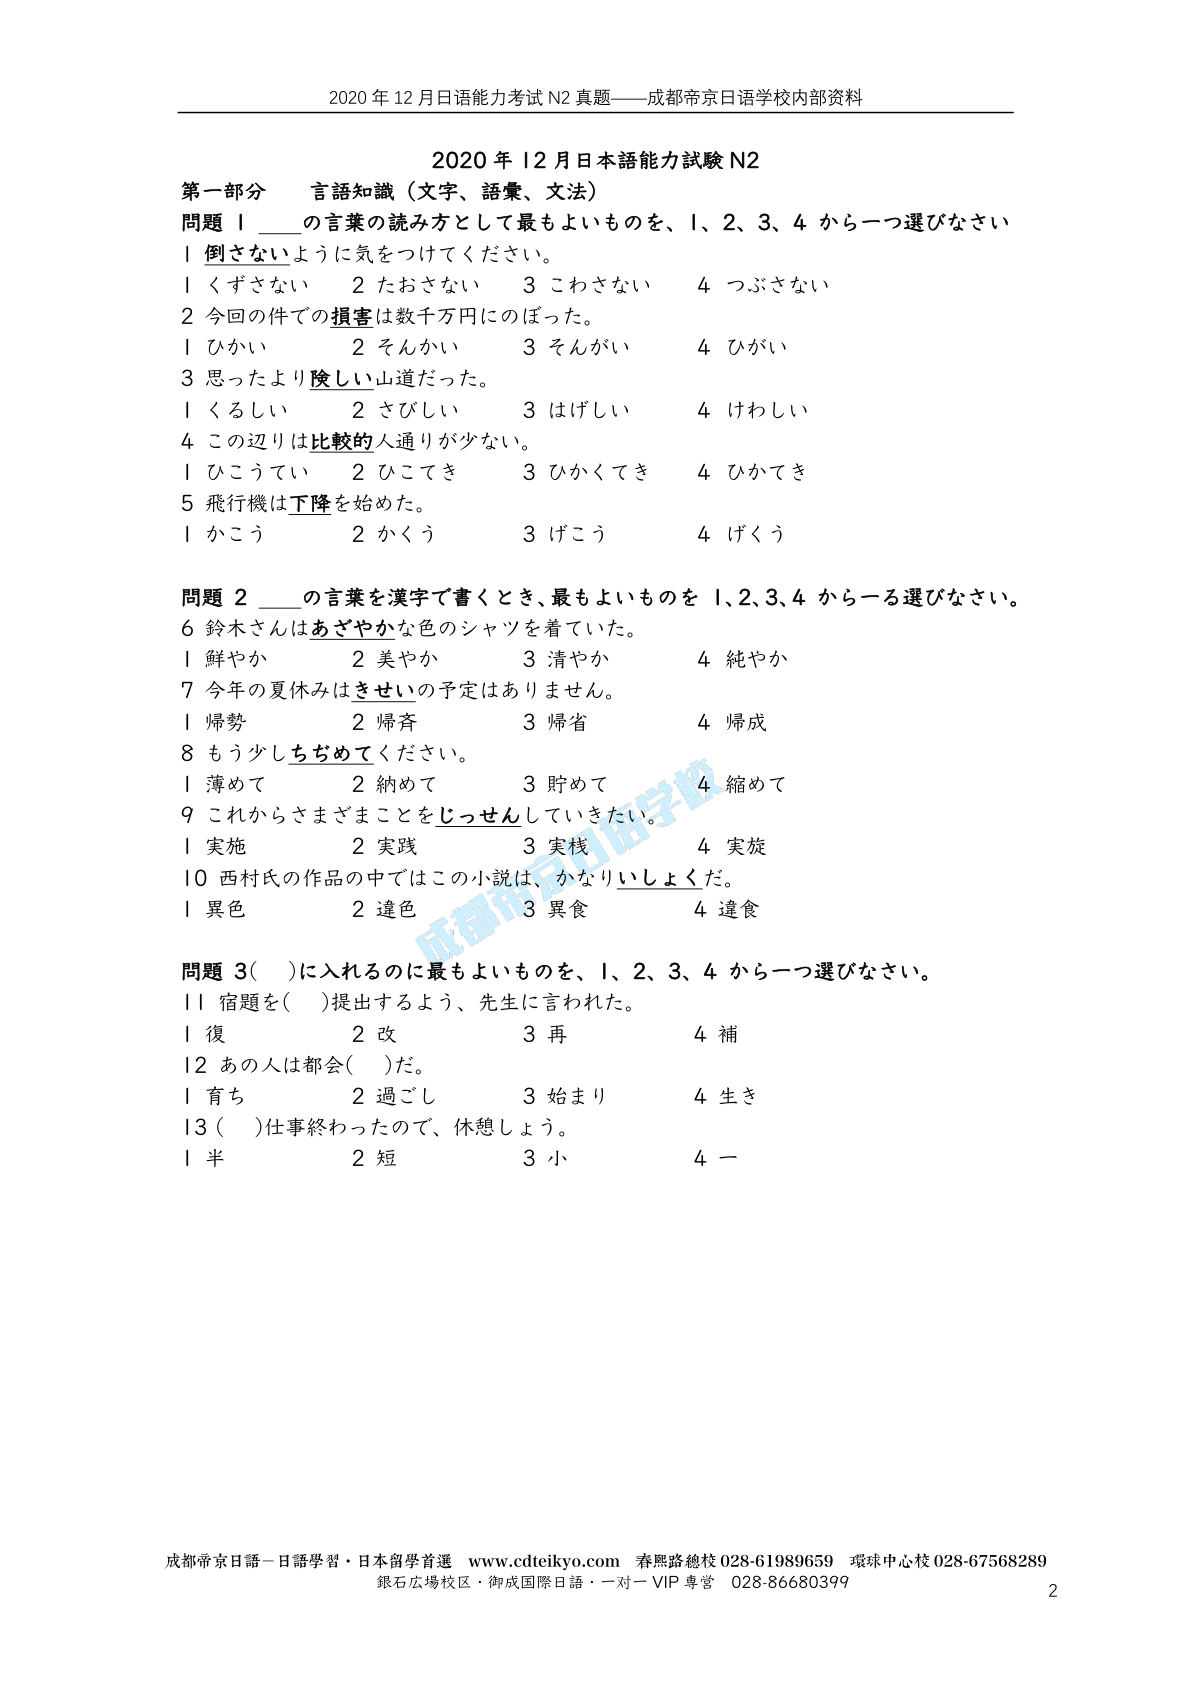 2020 年 12 月日语能力考试 N2 真题——成都帝京日语学校内部资料
2020 年 12 月日本語能力試験 N2
第一部分　　言語知識（文字、語彙、文法）
問題 1 ____の言葉の読み方として最もよいものを、1、2、3、4 から一つ選びなさい
1 倒さないように気をつけてください。
1 くずさない 2 たおさない 3 こわさない 4 つぶさない
2 今回の件での損害は数千万円にのぼった。
1 ひかい 2 そんかい 3 そんがい 4 ひがい
3 思ったより険しい山道だった。
1 くるしい 2 さびしい 3 はげしい 4 けわしい
4 この辺りは比較的人通りが少ない。
1 ひこうてい 2 ひこてき 3 ひかくてき 4 ひかてき
5 飛行機は下降を始めた。
1 かこう 2 かくう 3 げこう 4 げくう
問題 2 ____の言葉を漢字で書くとき、最もよいものを 1、2、3、4 から一る選びなさい。
6 鈴木さんはあざやかな色のシャツを着ていた。
1 鮮やか 2 美やか 3 清やか 4 純やか
7 今年の夏休みはきせいの予定はありません。
1 帰勢 2 帰斉 3 帰省 4 帰成
8 もう少しちぢめてください。
1 薄めて 2 納めて 3 貯めて 4 縮めて
9 これからさまざまことをじっせんしていきたい。
1 実施 2 実践 3 実桟 4 実旋
10 西村氏の作品の中ではこの小説は、かなりいしょくだ。
1 異色 2 違色 3 異食 4 違食
成都帝京日语学校
問題 3(　)に入れるのに最もよいものを、1、2、3、4 から一つ選びなさい。
11 宿題を(　)提出するよう、先生に言われた。
1 復 2 改 3 再 4 補
12 あの人は都会(　)だ。
1 育ち 2 過ごし 3 始まり 4 生き
13 (　)仕事終わったので、休憩しょう。
1 半 2 短 3 小 4 一
成都帝京日語－日語學習・日本留學首選　www.cdteikyo.com　春熙路總校 028-61989659　環球中心校 028-67568289
銀石広場校区・御成国際日語・一对一 VIP 専営　028-86680399
2